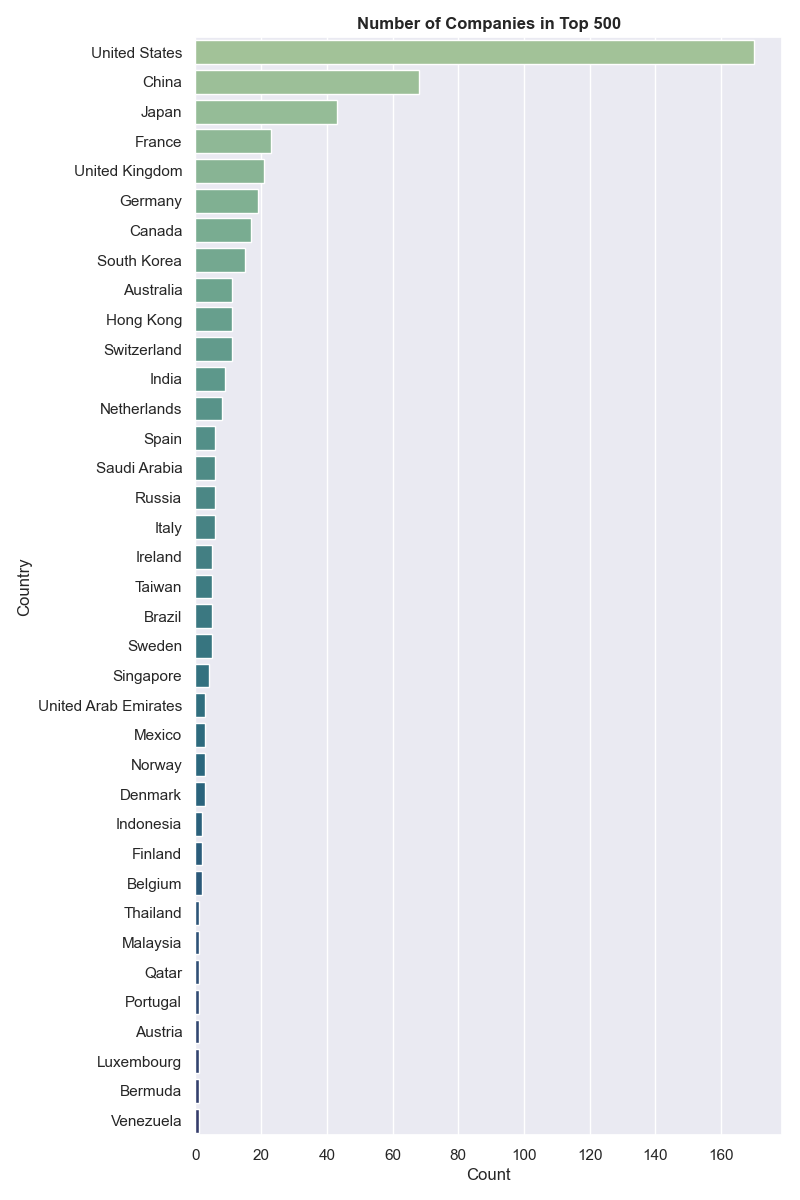 Number of Companies in Top 500
United States
China
Japan
France
United Kingdom
Germany
Canada
South Korea
Australia
Hong Kong
Switzerland
India
Netherlands
Spain
Saudi Arabia
Russia
Italy
Ireland
Taiwan
Brazil
Sweden
Singapore
United Arab Emirates
Mexico
Norway
Denmark
Indonesia
Finland
Belgium
Thailand
Malaysia
Qatar
Portugal
Austria
Luxembourg
Bermuda
Venezuela
Country
0 20 40 60 80 100 120 140 160
Count